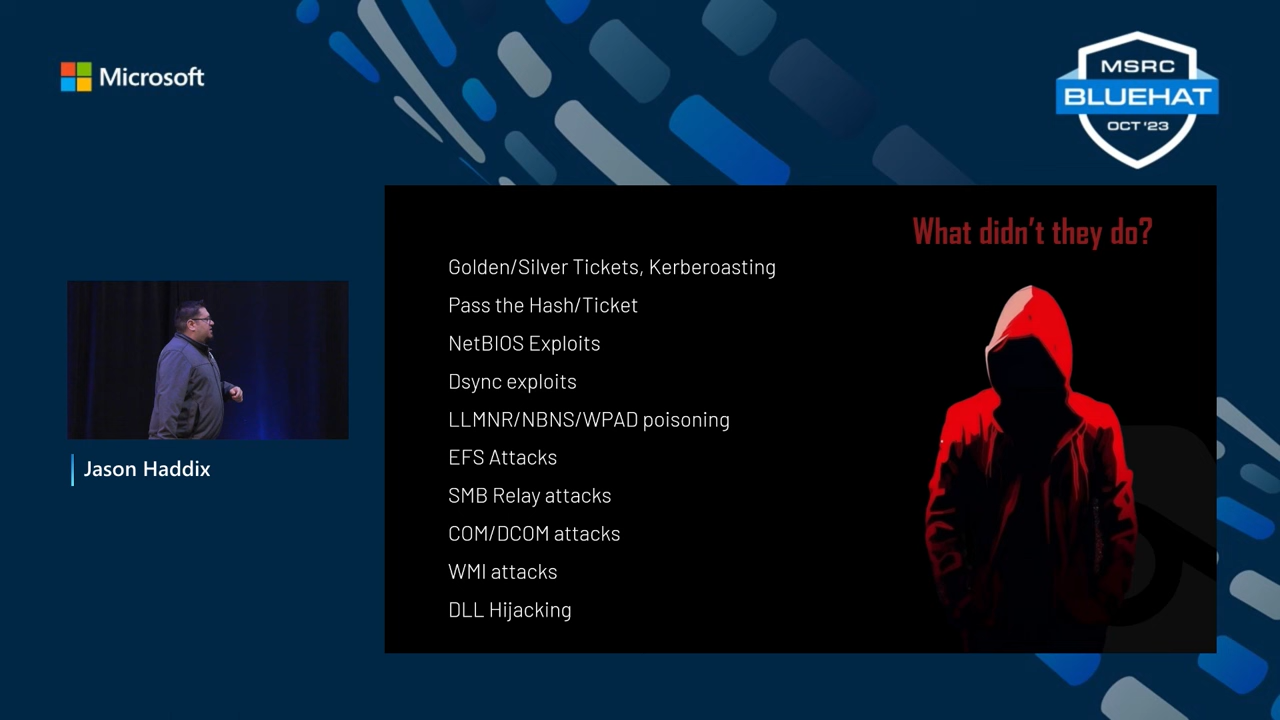 Microsoft
MSRC
BLUEHAT
OCT '23
What didn't they do?
Golden/Silver Tickets, Kerberoasting
Pass the Hash/Ticket
NetBIOS Exploits
Dsync exploits
LLMNR/NBNS/WPAD poisoning
EFS Attacks
SMB Relay attacks
COM/DCOM attacks
WMI attacks
DLL Hijacking
Jason Haddix